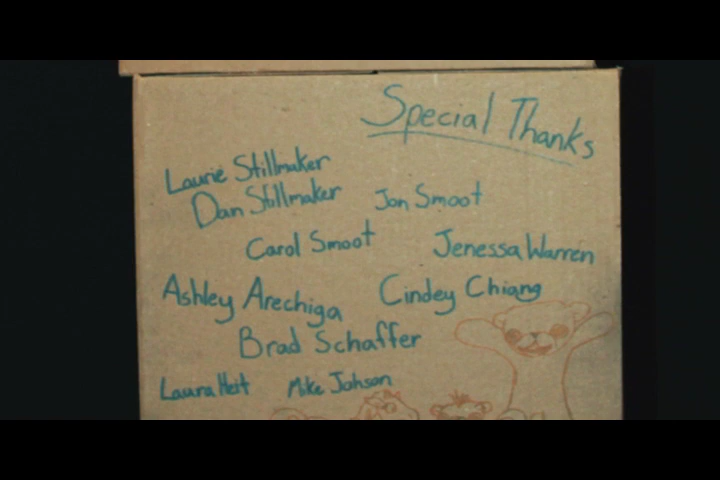 Special Thanks
Laurie Stillmaker
Dan Stillmaker Jon Smoot
Carol Smoot Jenessa Warren
Ashley Arechiga Cindey Chiang
Brad Schaffer
Laura Heit Mike Johson